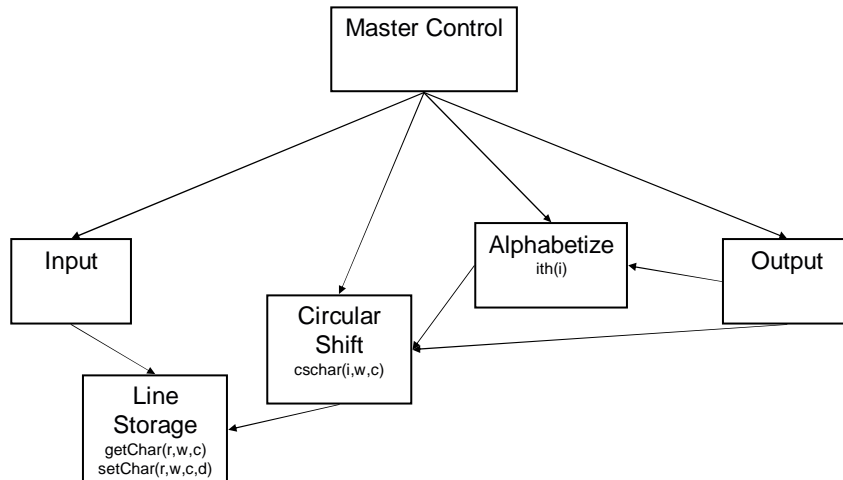 Master Control
Input
Alphabetize
ith(i)
Output
Circular
Shift
cschar(i,w,c)
Line
Storage
getChar(r,w,c)
setChar(r,w,c,d)